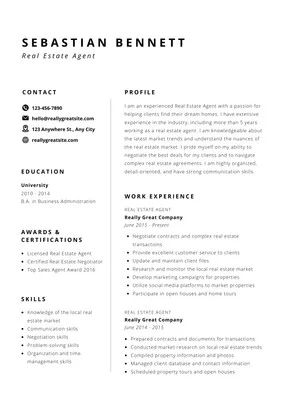 SEBASTIAN BENNETT
Real Estate Agent
CONTACT
123-456-7890
hello@reallygreatsite.com
123 Anywhere St., Any City
reallygreatsite.com
EDUCATION
University
2010 - 2014
B.A. in Business Administration
AWARDS &
CERTIFICATIONS
Licensed Real Estate Agent
Certified Real Estate Negotiator
Top Sales Agent Award 2016
SKILLS
Knowledge of the local real
estate market
Communication skills
Negotiation skills
Problem-solving skills
Organization and time
management skills
PROFILE
I am an experienced Real Estate Agent with a passion for
helping clients find their dream homes. I have extensive
experience in the industry, including more than 5 years
working as a real estate agent. I am knowledgeable about
the latest market trends and understand the nuances of
the real estate market. I pride myself on my ability to
negotiate the best deals for my clients and to navigate
complex real estate agreements. I am highly organized,
detail-oriented, and have strong communication skills.
WORK EXPERIENCE
REAL ESTATE AGENT
Really Great Company
June 2015 - Present
Negotiate contracts and complex real estate
transactions
Provide excellent customer service to clients
Update and maintain client files
Research and monitor the local real estate market
Develop marketing campaigns for properties
Utilize social media platforms to market properties
Participate in open houses and home tours
REAL ESTATE AGENT
Really Great Company
June 2014 - 2015
Prepared contracts and documents for transactions
Conducted market research on local real estate trends
Compiled property information and photos
Managed client database and contact information
Scheduled property tours and open houses